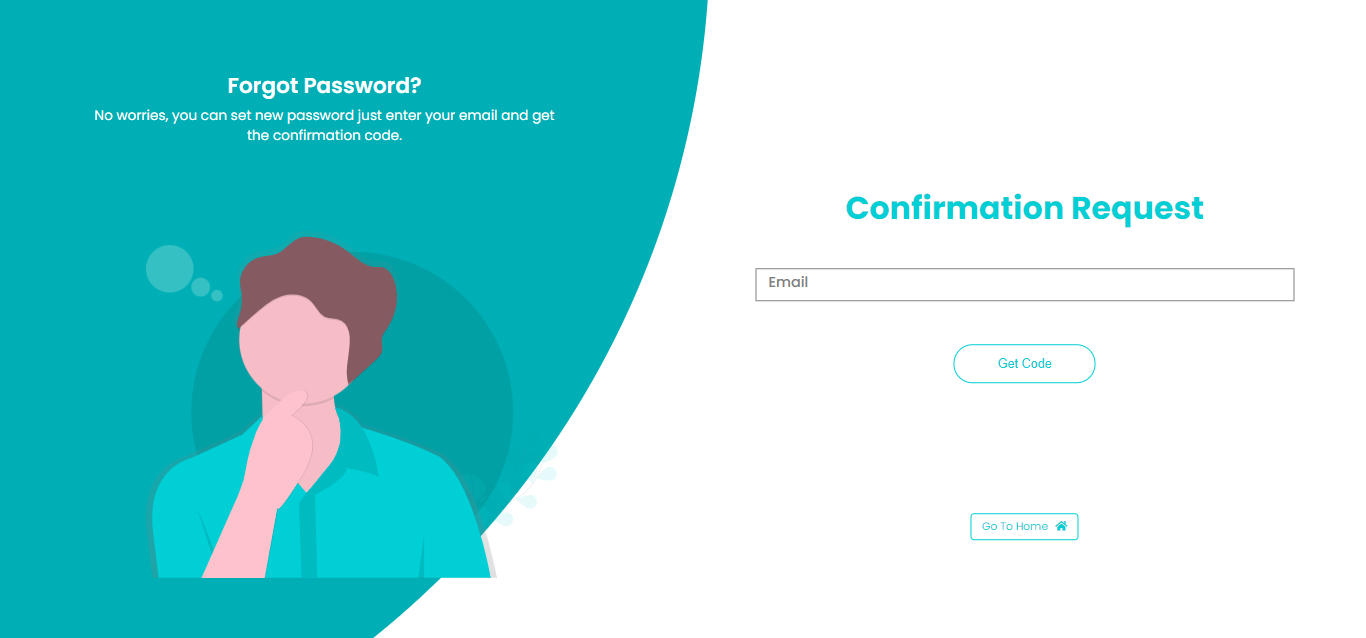 Forgot Password?
No worries, you can set new password just enter your email and get
the confirmation code.
Confirmation Request
Email
Get Code
Go To Home